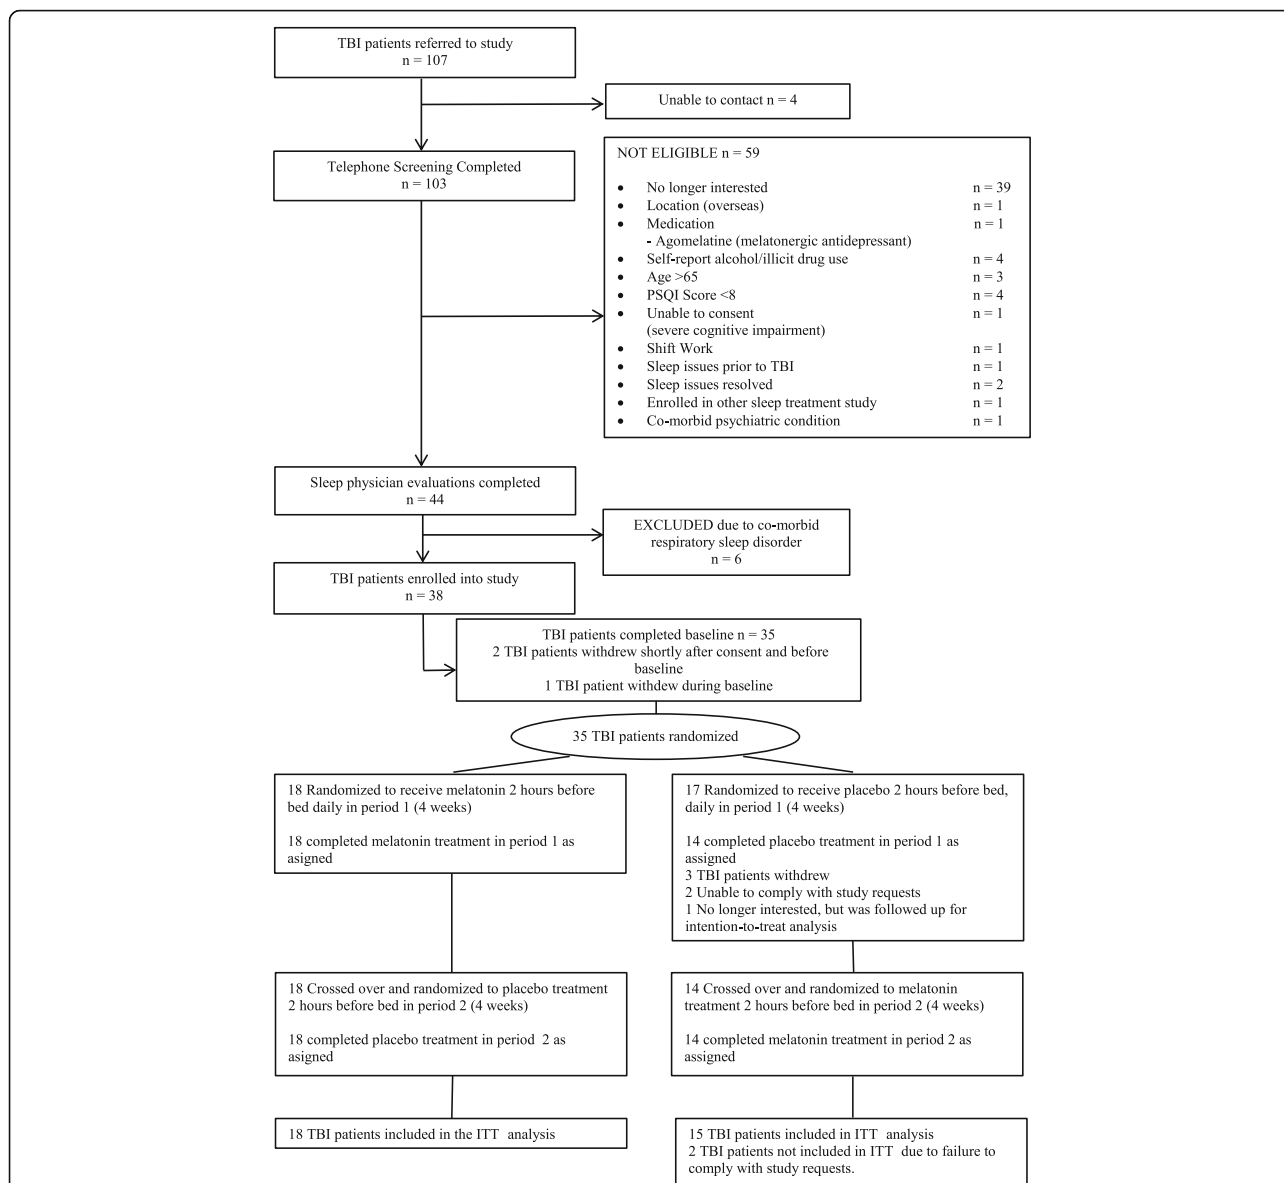 TBI patients referred to study
n = 107
Unable to contact n = 4
Telephone Screening Completed
n = 103
NOT ELIGIBLE n = 59
• No longer interested n = 39
• Location (overseas) n = 1
• Medication n = 1
- Agomelatine (melatonergic antidepressant)
• Self-report alcohol/illicit drug use n = 4
• Age >65 n = 3
• PSQI Score <8 n = 4
• Unable to consent n = 1
(severe cognitive impairment)
• Shift Work n = 1
• Sleep issues prior to TBI n = 1
• Sleep issues resolved n = 2
• Enrolled in other sleep treatment study n = 1
• Co-morbid psychiatric condition n = 1
Sleep physician evaluations completed
n = 44
EXCLUDED due to co-morbid
respiratory sleep disorder
n = 6
TBI patients enrolled into study
n = 38
TBI patients completed baseline n = 35
2 TBI patients withdrew shortly after consent and before
baseline
1 TBI patient withdew during baseline
35 TBI patients randomized
18 Randomized to receive melatonin 2 hours before
bed daily in period 1 (4 weeks)
18 completed melatonin treatment in period 1 as
asigned
17 Randomized to receive placebo 2 hours before bed,
daily in period 1 (4 weeks)
14 completed placebo treatment in period 1 as
assigned
3 TBI patients withdrew
2 Unable to comply with study requests
1 No longer interested, but was followed up for
intention-to-treat analysis
18 Crossed over and randomized to placebo treatment
2 hours before bed in period 2 (4 weeks)
18 completed placebo treatment in period 2 as
asigned
14 Crossed over and randomized to melatonin
treatment 2 hours before bed in period 2 (4 weeks)
14 completed melatonin treatment in period 2 as
assigned
18 TBI patients included in the ITT analysis
15 TBI patients included in ITT analysis
2 TBI patients not included in ITT due to failure to
comply with study requests.